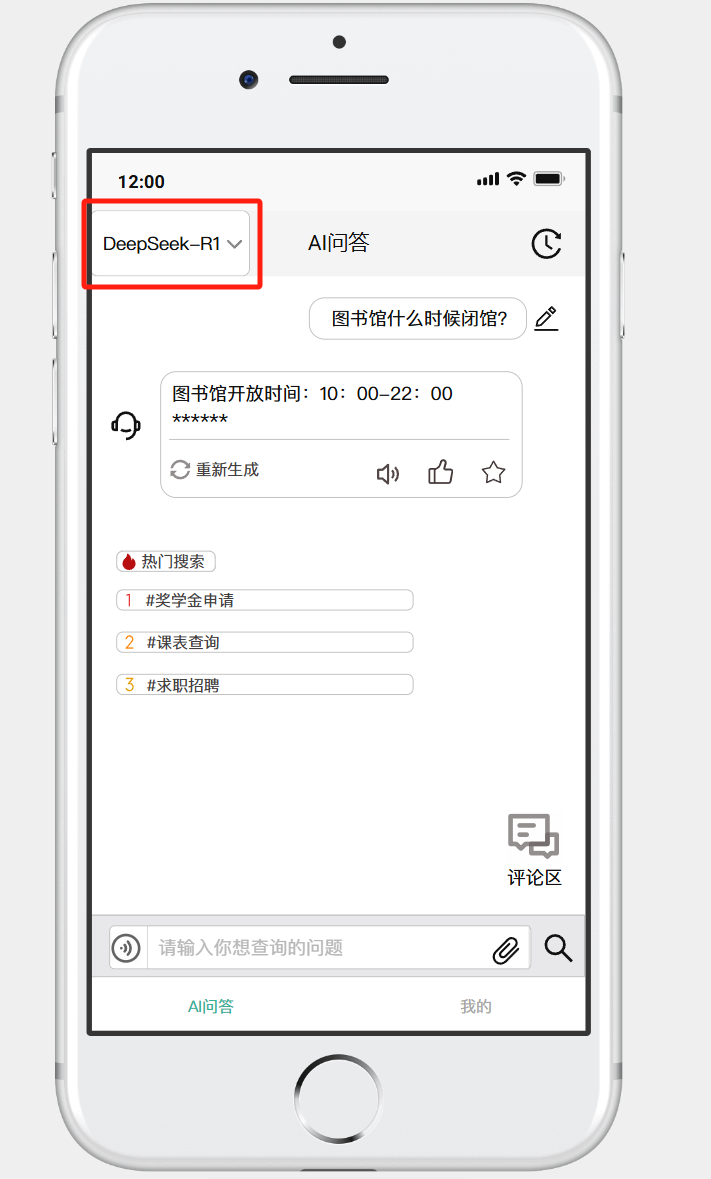 12:00
DeepSeek-R1
AI问答
图书馆什么时候闭馆?
图书馆开放时间：10：00-22：00
******
重新生成
热门搜索
1 #奖学金申请
2 #课表查询
3 #求职招聘
评论区
请输入你想查询的问题
AI问答
我的